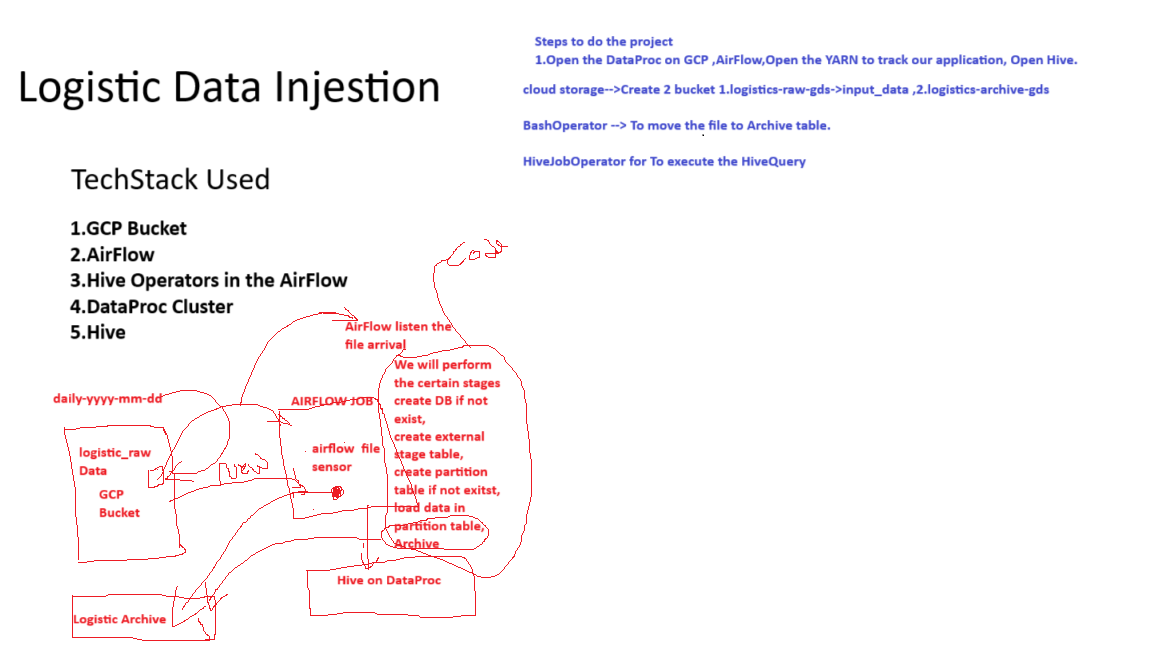 Logistic Data Injestion
Steps to do the project
1.Open the DataProc on GCP ,AirFlow,Open the YARN to track our application, Open Hive.
cloud storage-->Create 2 bucket 1.logistics-raw-gds->input_data ,2.logistics-archive-gds
BashOperator --> To move the file to Archive table.
HiveJobOperator for To execute the HiveQuery
TechStack Used
1.GCP Bucket
2.AirFlow
3.Hive Operators in the AirFlow
4.DataProc Cluster
5.Hive
AirFlow listen the
file arrival
We will perform
the certain stages
create DB if not
exist,
create external
stage table,
create partition
table if not exitst,
load data in
partition table,
Archive
daily-yyyy-mm-dd
AIRFLOW JOB
logistic_raw
Data
GCP
Bucket
airflow file
sensor
New
Hive on DataProc
Logistic Archive